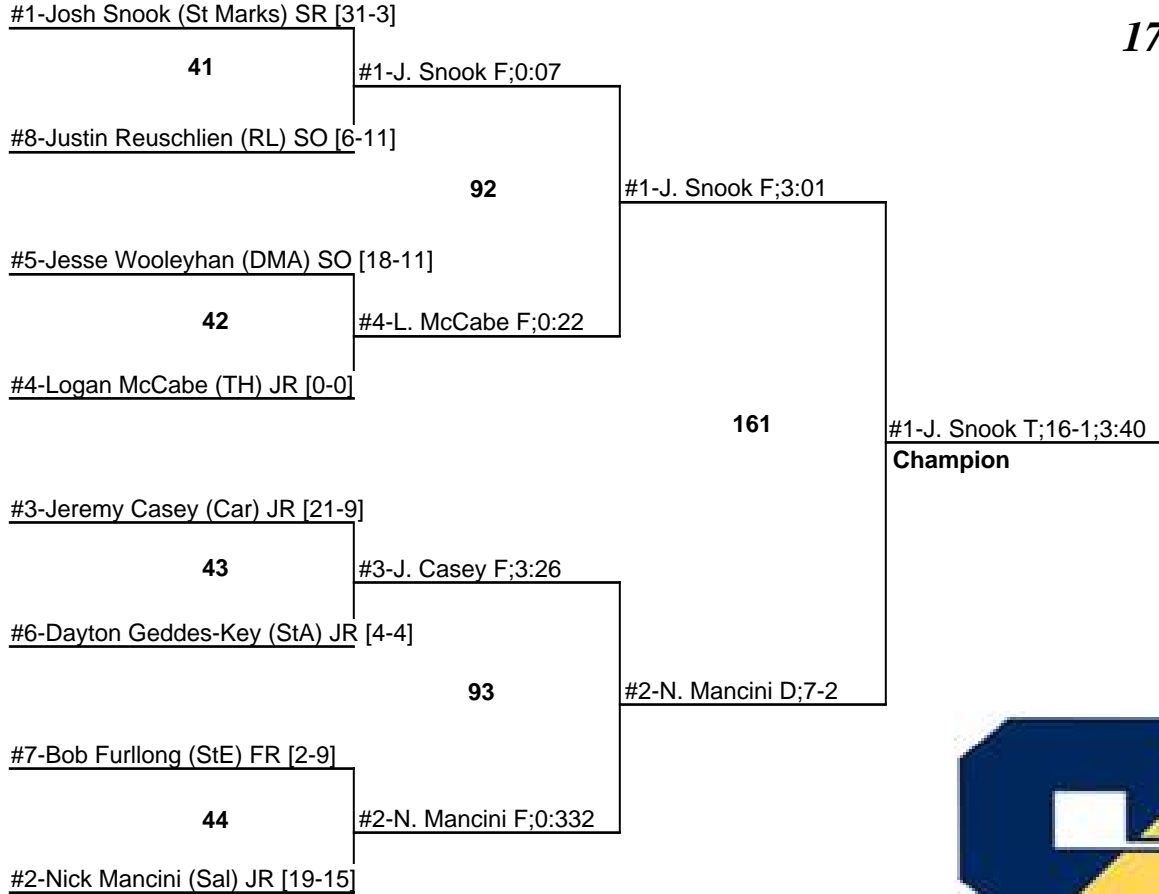 #1-Josh Snook (St Marks) SR [31-3]
17
41
#1-J. Snook F;0:07
#8-Justin Reuschlien (RL) SO [6-11]
92
#1-J. Snook F;3:01
#5-Jesse Wooleyhan (DMA) SO [18-11]
42
#4-L. McCabe F;0:22
#4-Logan McCabe (TH) JR [0-0]
161
#1-J. Snook T;16-1;3:40
Champion
#3-Jeremy Casey (Car) JR [21-9]
43
#3-J. Casey F;3:26
#6-Dayton Geddes-Key (StA) JR [4-4]
93
#2-N. Mancini D;7-2
#7-Bob Furllong (StE) FR [2-9]
44
#2-N. Mancini F;0:332
#2-Nick Mancini (Sal) JR [19-15]